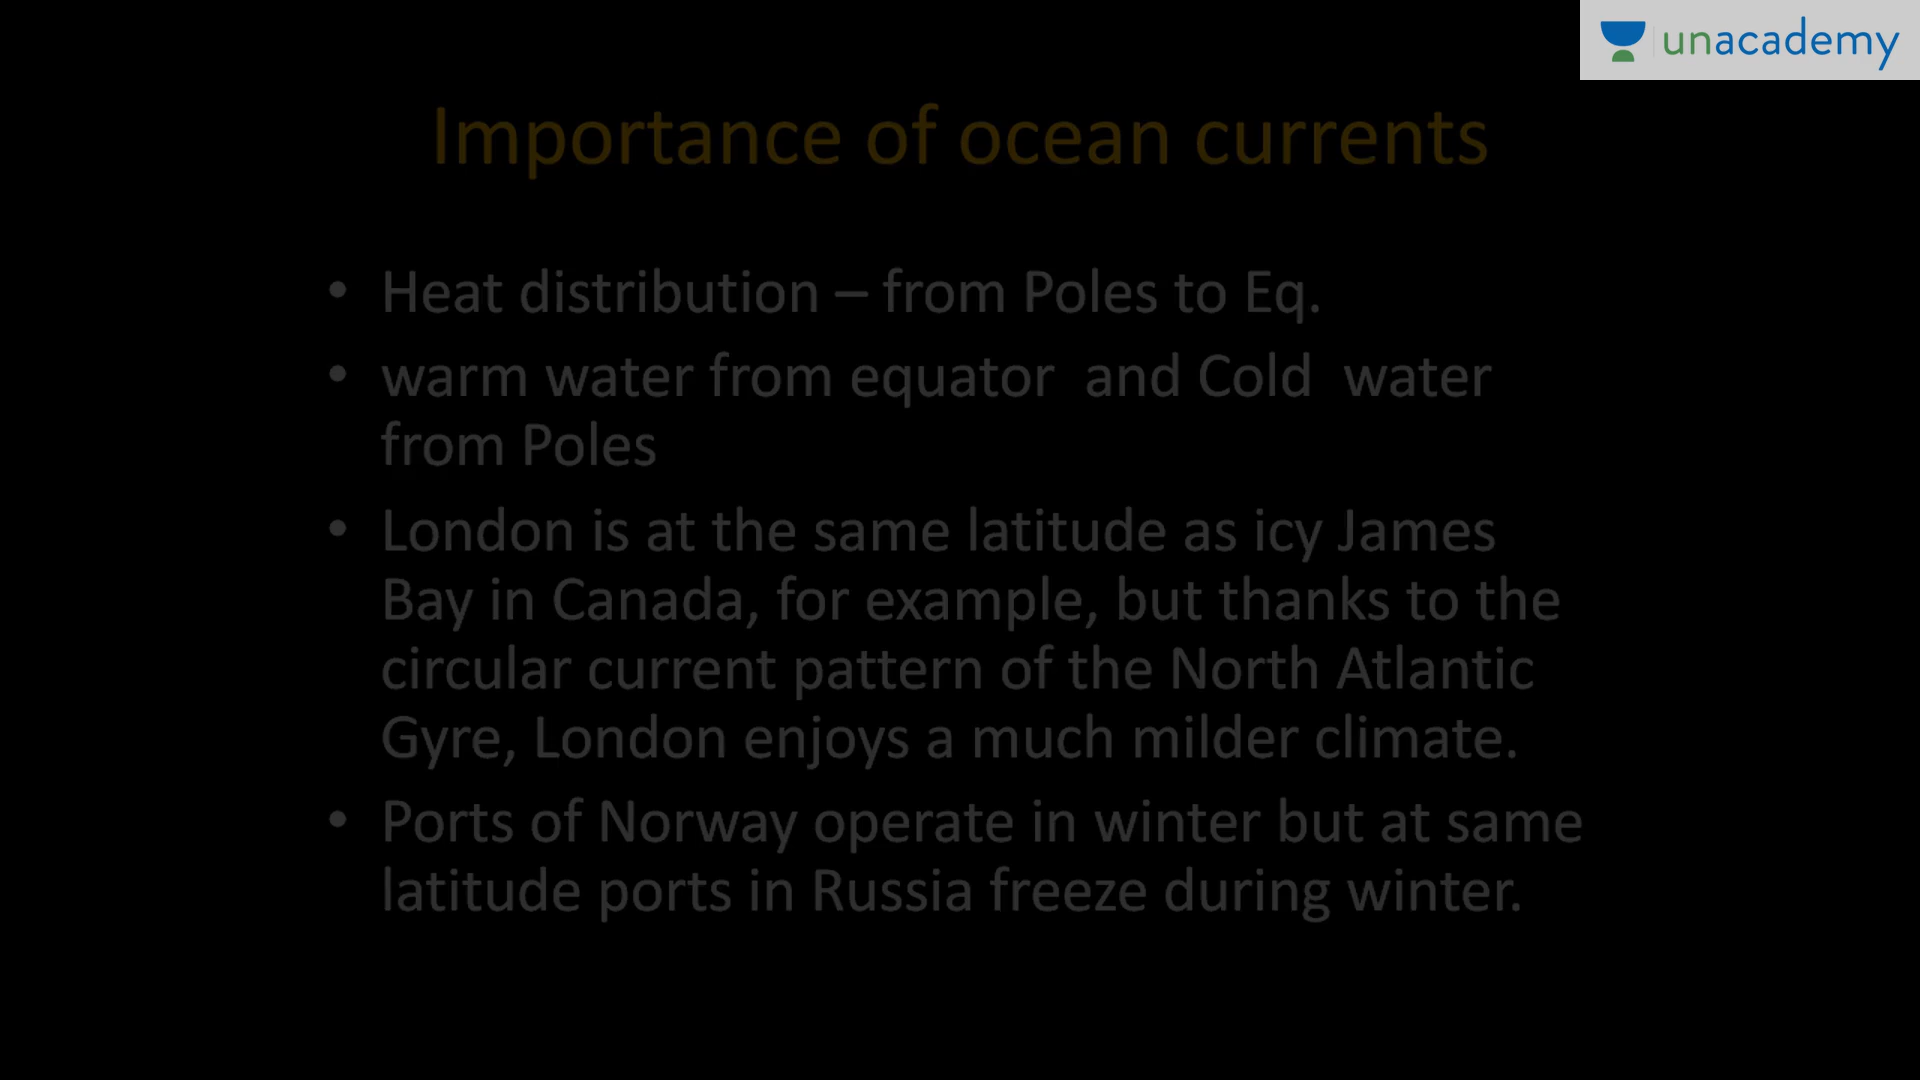 unacademy
Importance of ocean currents
• Heat distribution – from Poles to Eq.
• warm water from equator and Cold water
from Poles
• London is at the same latitude as icy James
Bay in Canada, for example, but thanks to the
circular current pattern of the North Atlantic
Gyre, London enjoys a much milder climate.
• Ports of Norway operate in winter but at same
latitude ports in Russia freeze during winter.